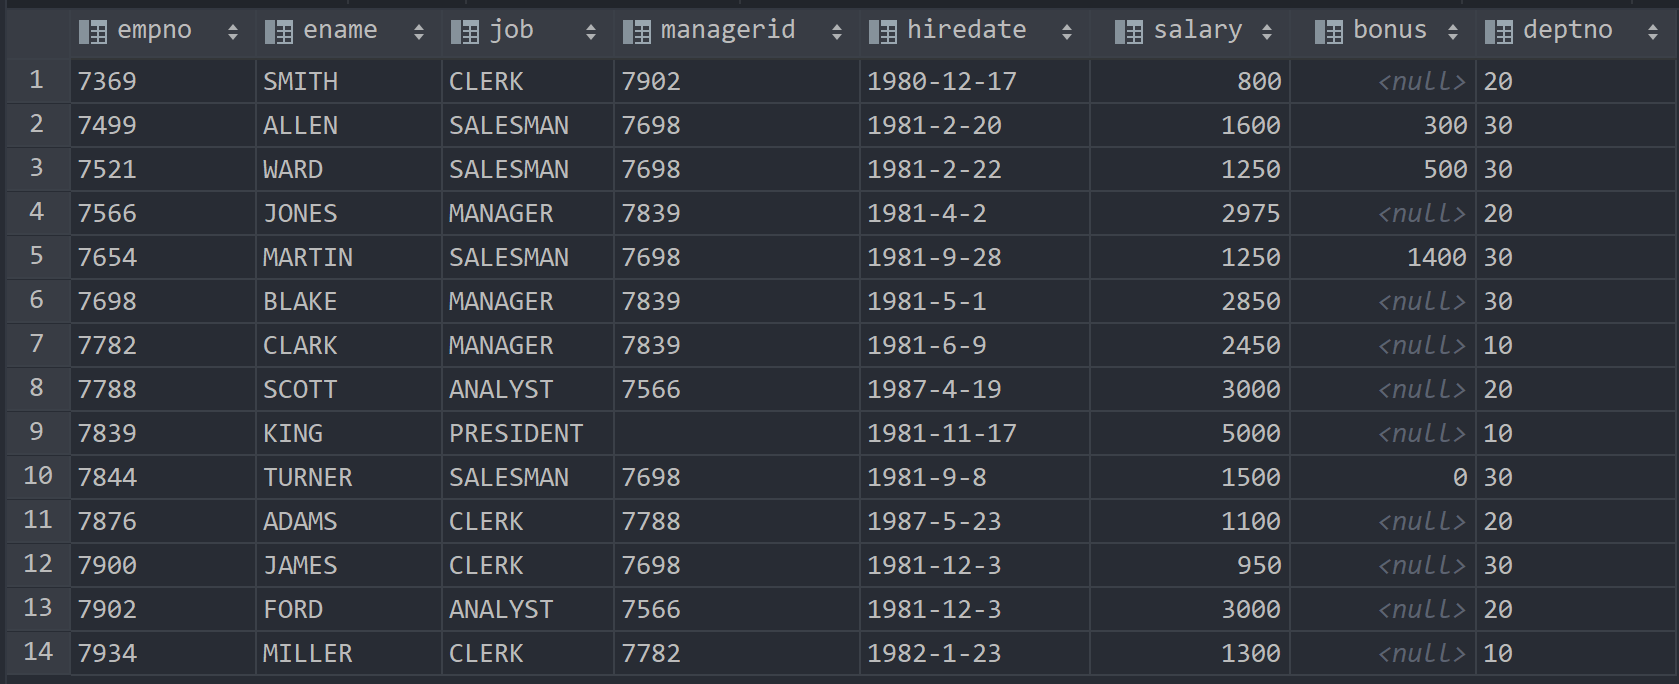 empno ename job managerid hiredate salary bonus deptno
1 7369 SMITH CLERK 7902 1980-12-17 800 <null> 20
2 7499 ALLEN SALESMAN 7698 1981-2-20 1600 300 30
3 7521 WARD SALESMAN 7698 1981-2-22 1250 500 30
4 7566 JONES MANAGER 7839 1981-4-2 2975 <null> 20
5 7654 MARTIN SALESMAN 7698 1981-9-28 1250 1400 30
6 7698 BLAKE MANAGER 7839 1981-5-1 2850 <null> 30
7 7782 CLARK MANAGER 7839 1981-6-9 2450 <null> 10
8 7788 SCOTT ANALYST 7566 1987-4-19 3000 <null> 20
9 7839 KING PRESIDENT 1981-11-17 5000 <null> 10
10 7844 TURNER SALESMAN 7698 1981-9-8 1500 0 30
11 7876 ADAMS CLERK 7788 1987-5-23 1100 <null> 20
12 7900 JAMES CLERK 7698 1981-12-3 950 <null> 30
13 7902 FORD ANALYST 7566 1981-12-3 3000 <null> 20
14 7934 MILLER CLERK 7782 1982-1-23 1300 <null> 10